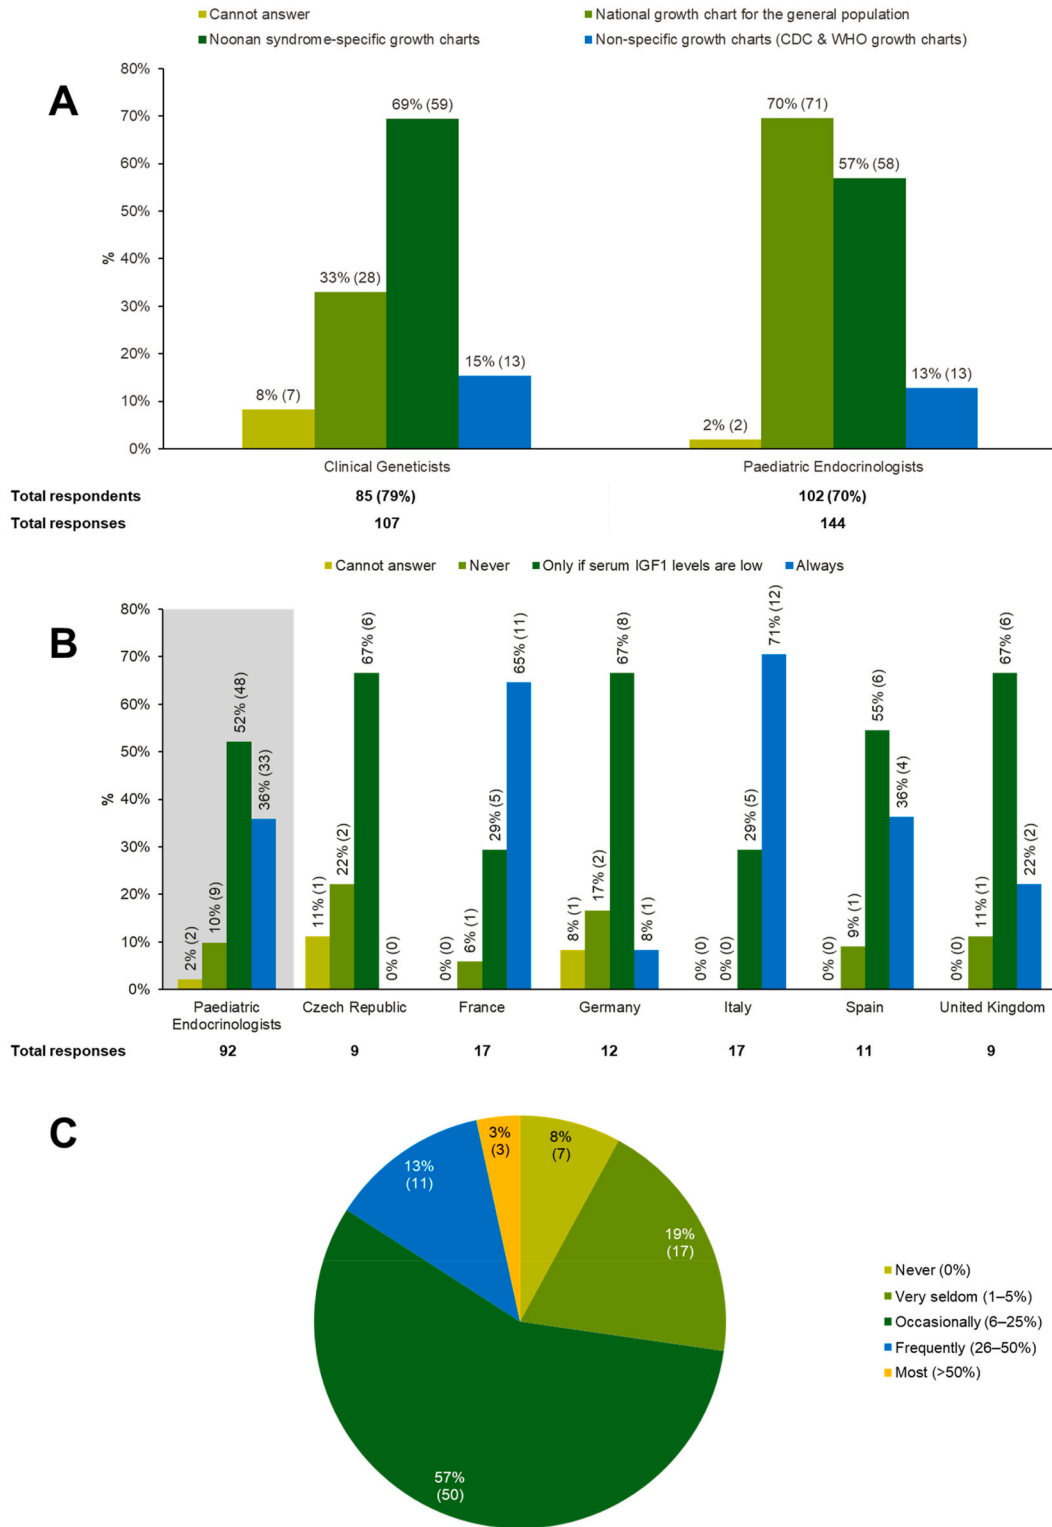 Cannot answer
National growth chart for the general population
Noonan syndrome-specific growth charts
Non-specific growth charts (CDC & WHO growth charts)
A
80%
70%
60%
50%
40%
30%
20%
10%
0%
%
8% (7)
33% (28)
69% (59)
15% (13)
2% (2)
70% (71)
57% (58)
13% (13)
Clinical Geneticists
Paediatric Endocrinologists
Total respondents 85 (79%) 102 (70%)
Total responses 107 144
Cannot answer Never Only if serum IGF1 levels are low Always
B
80%
70%
60%
50%
40%
30%
20%
10%
0%
%
2% (2)
10% (9)
52% (48)
36% (33)
11% (1)
22% (2)
67% (6)
0% (0)
0% (0)
6% (1)
29% (5)
65% (11)
8% (1)
17% (2)
67% (8)
8% (1)
0% (0)
0% (0)
29% (5)
71% (12)
0% (0)
9% (1)
55% (6)
36% (4)
0% (0)
11% (1)
67% (6)
22% (2)
Paediatric
Endocrinologists
Czech Republic
France
Germany
Italy
Spain
United Kingdom
Total responses 92 9 17 12 17 11 9
C
3%
(3)
8%
(7)
13%
(11)
19%
(17)
57%
(50)
Never (0%)
Very seldom (1–5%)
Occasionally (6–25%)
Frequently (26–50%)
Most (>50%)